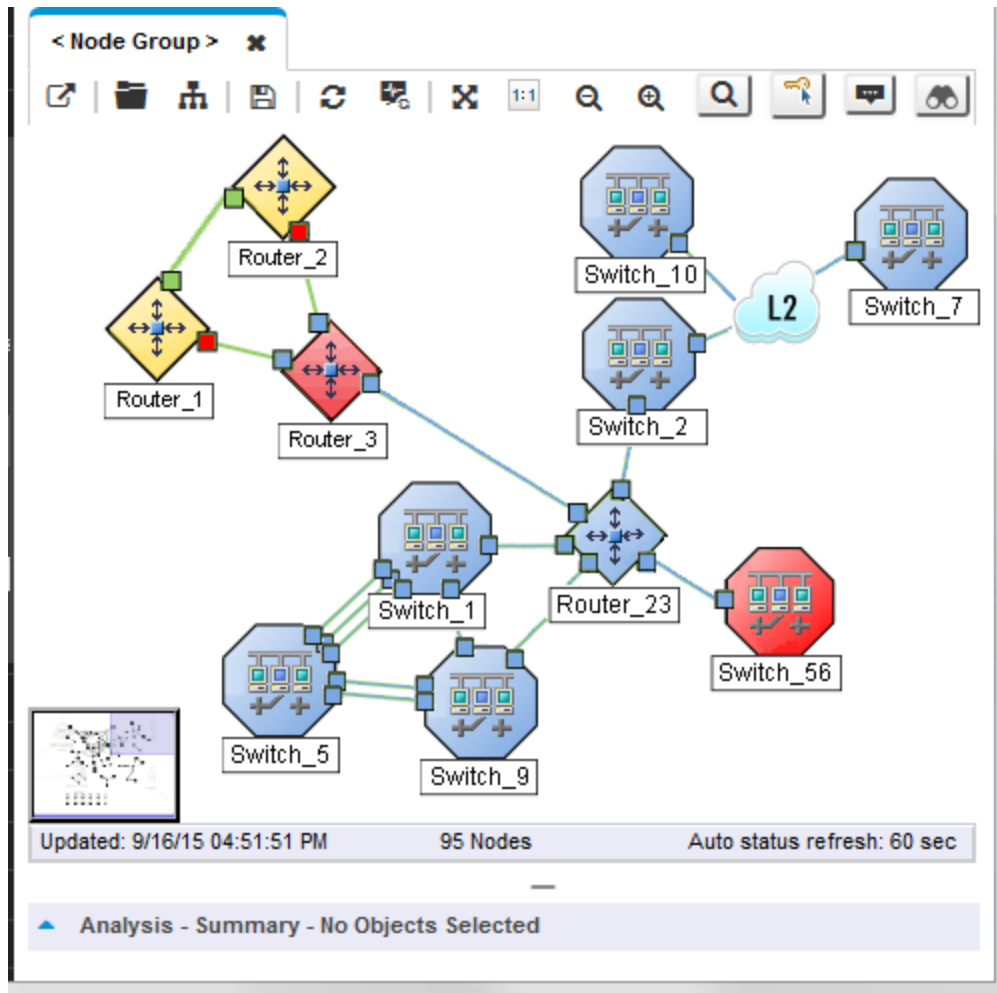 < Node Group >
1:1
Router_2
Switch_10
L2
Switch_7
Router_1
Router_3
Switch_2
Switch_1
Router_23
Switch_56
Switch_5
Switch_9
Updated: 9/16/15 04:51:51 PM 95 Nodes Auto status refresh: 60 sec
Analysis - Summary - No Objects Selected